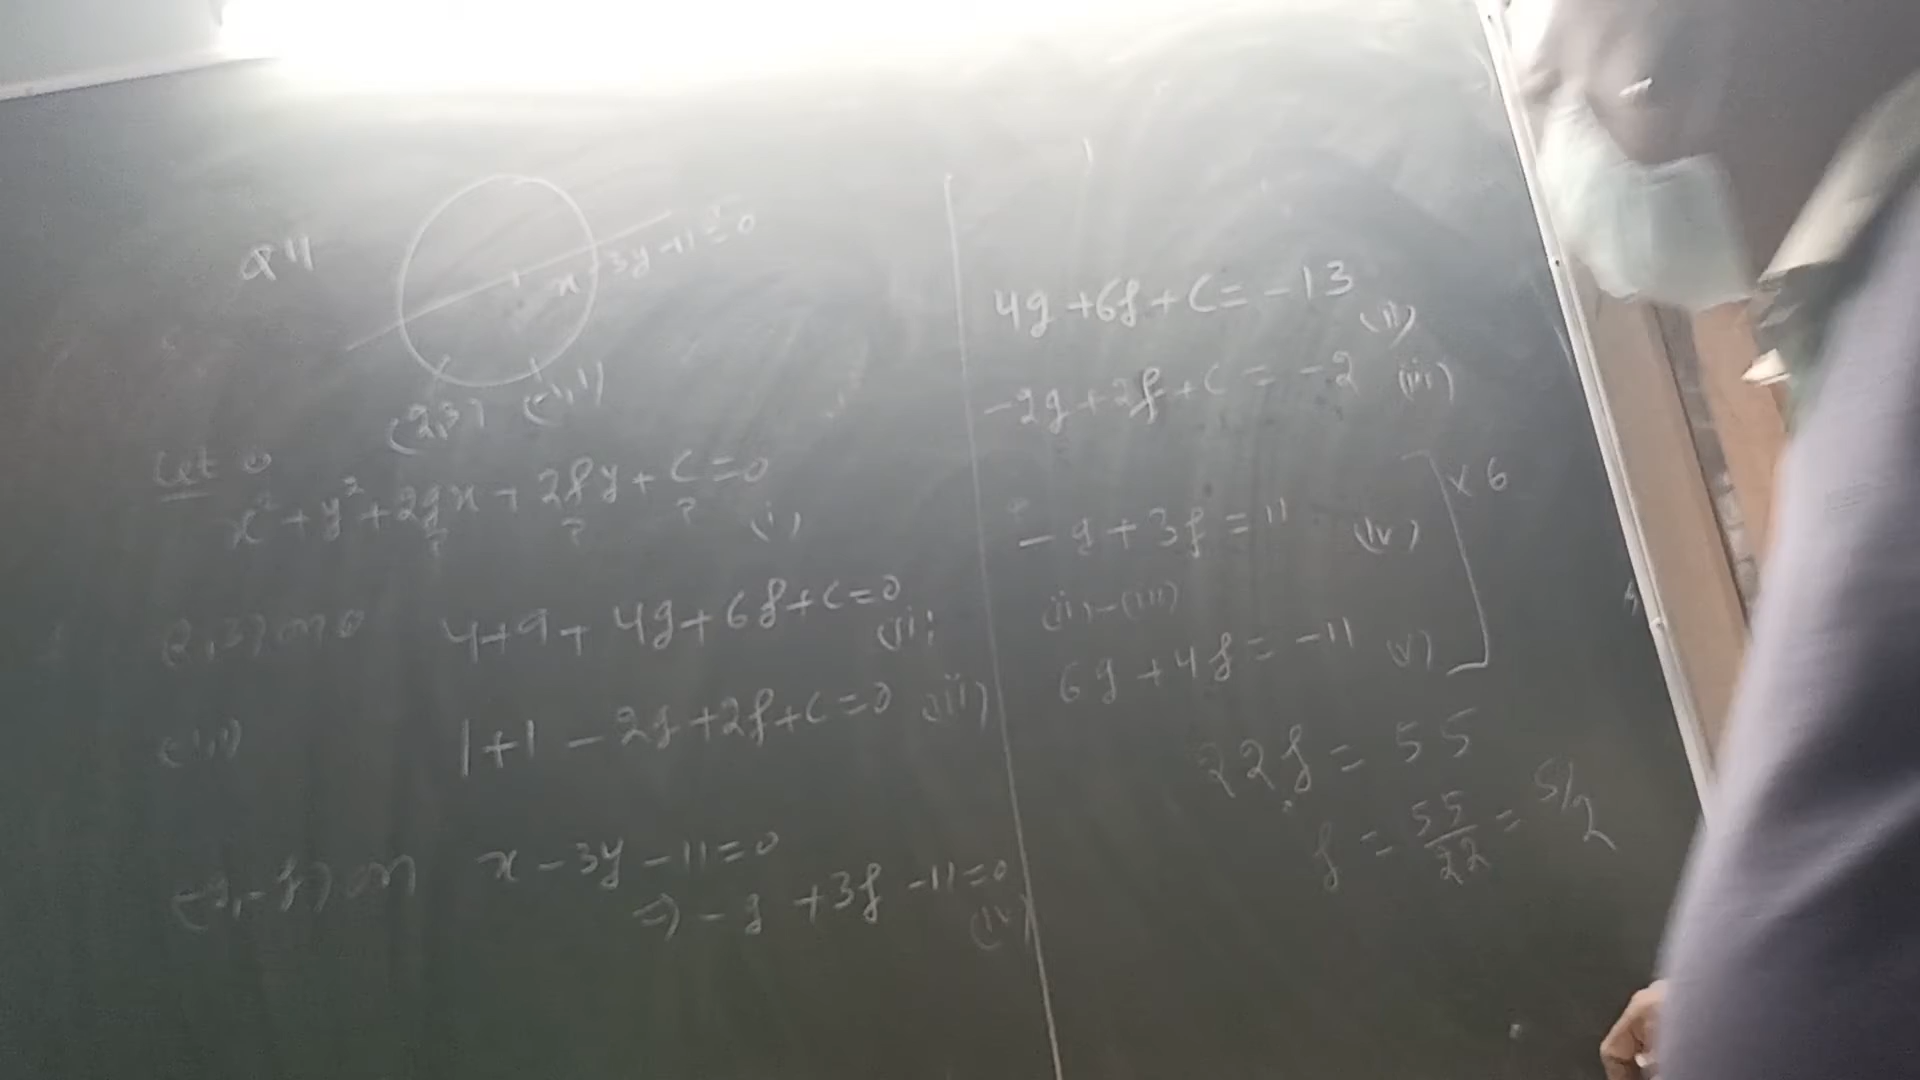 Q 11
x - 3y - 11 = 0
(2,3) (-1,1)
Let
x² + y² + 2gx + 2fy + c = 0
? ? ? (i)
(2,3) on 4+9+ 4g+6f+c=0 (ii)
(-1,1) 1+1 - 2g+2f+c=0 (iii)
(-g,-f) on x - 3y - 11=0
⇒ - g + 3f - 11=0
(iv)
4g +6f + c = -13
(ii)
-2g + 2f + c = -2 (iii)
- g + 3f = 11 (iv) ] × 6
(ii) - (iii)
6g + 4f = -11 (v)
22f = 55
f = 55/22 = 5/2